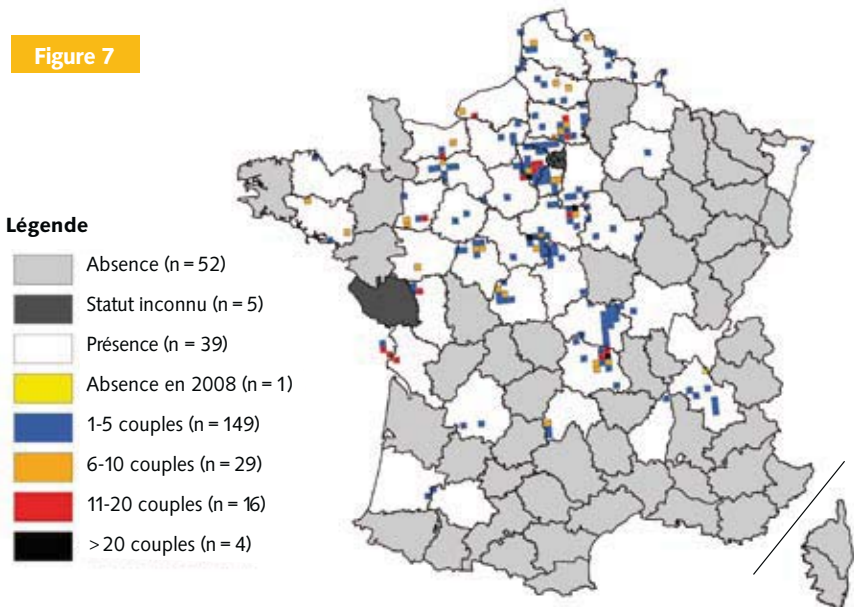 Figure 7
Légende
Absence (n = 52)
Statut inconnu (n = 5)
Présence (n = 39)
Absence en 2008 (n = 1)
1-5 couples (n = 149)
6-10 couples (n = 29)
11-20 couples (n = 16)
>20 couples (n = 4)